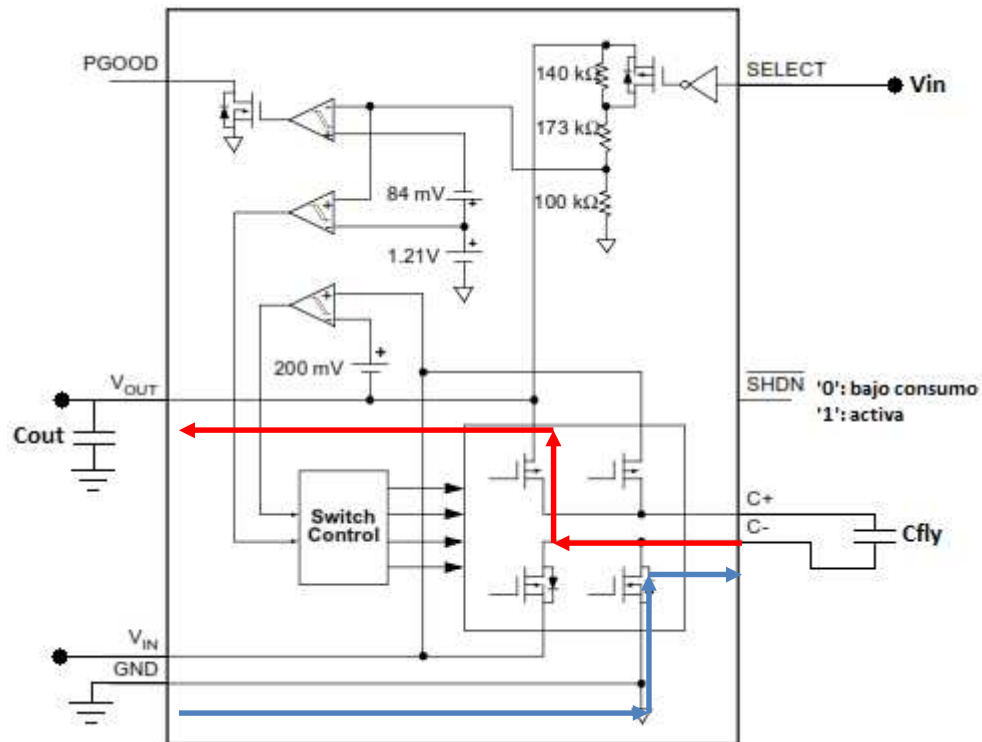 PGOOD
140 kΩ
SELECT
Vin
173 kΩ
84 mV
100 kΩ
1.21V
200 mV
VOUT
SHDN
'0': bajo consumo
'1': activa
Cout
Switch
Control
C+
C-
Cfly
VIN
GND